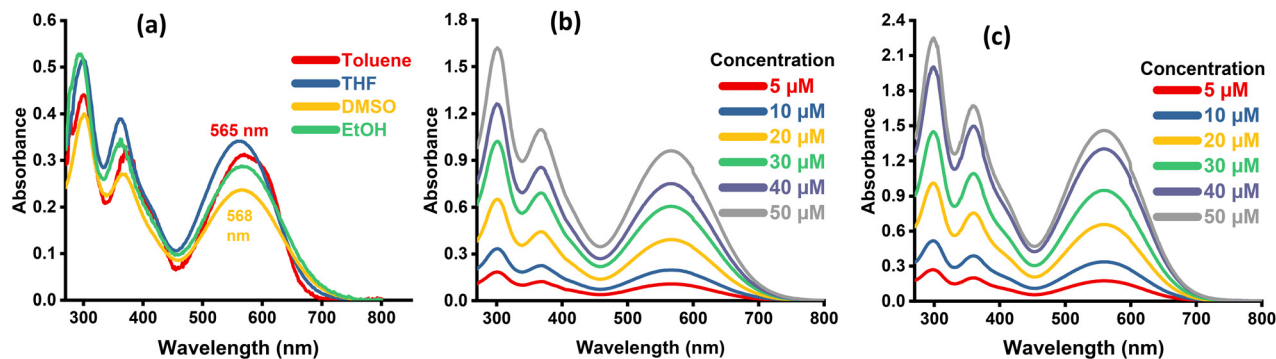 (a)
0.6
0.5
0.4
0.3
0.2
0.1
0.0
Absorbance
300 400 500 600 700 800
Wavelength (nm)
Toluene
THF
DMSO
EtOH
565 nm
568
nm
(b)
1.8
1.5
1.2
0.9
0.6
0.3
0.0
Absorbance
300 400 500 600 700 800
Wavelength (nm)
Concentration
5 µM
10 µM
20 µM
30 µM
40 µM
50 µM
(c)
2.4
2.1
1.8
1.5
1.2
0.9
0.6
0.3
0.0
Absorbance
300 400 500 600 700 800
Wavelength (nm)
Concentration
5 µM
10 µM
20 µM
30 µM
40 µM
50 µM